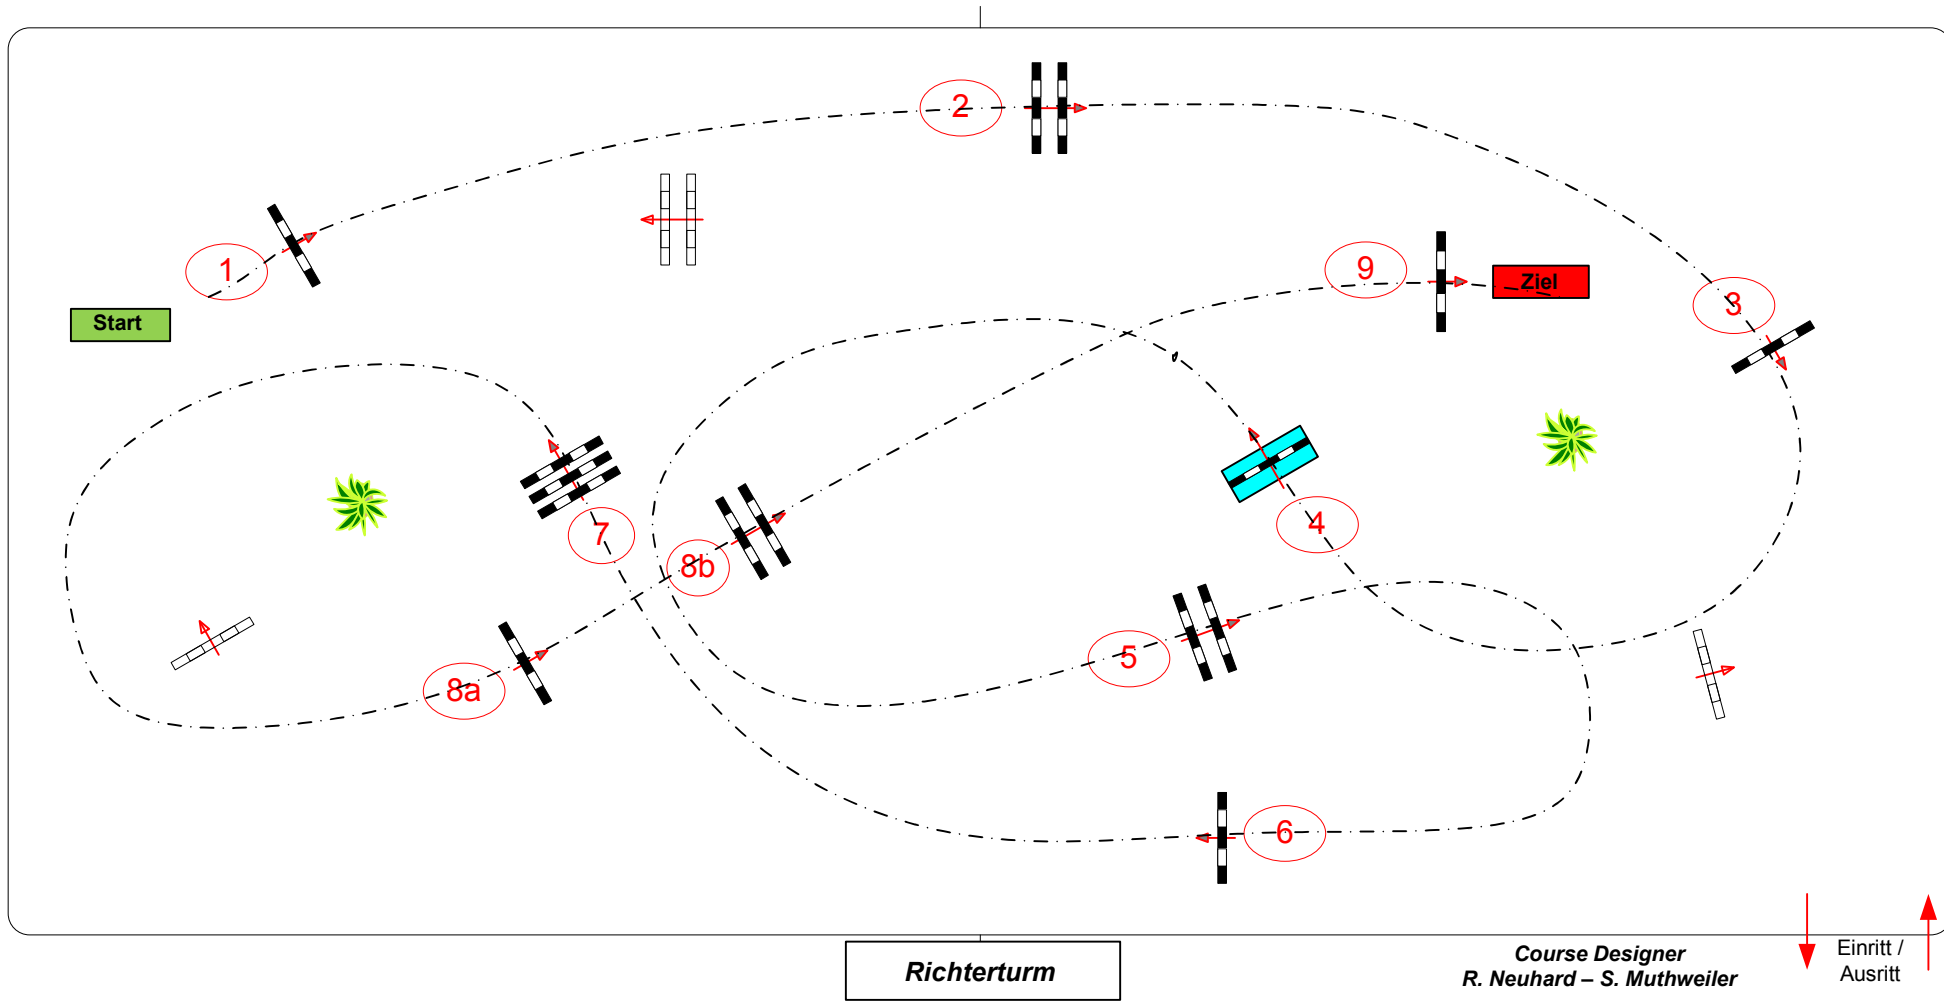 2
1
9
Ziel
3
Start
4
7
8b
5
8a
6
Richterturm
Course Designer
R. Neuhard – S. Muthweiler
Einritt /
Ausritt